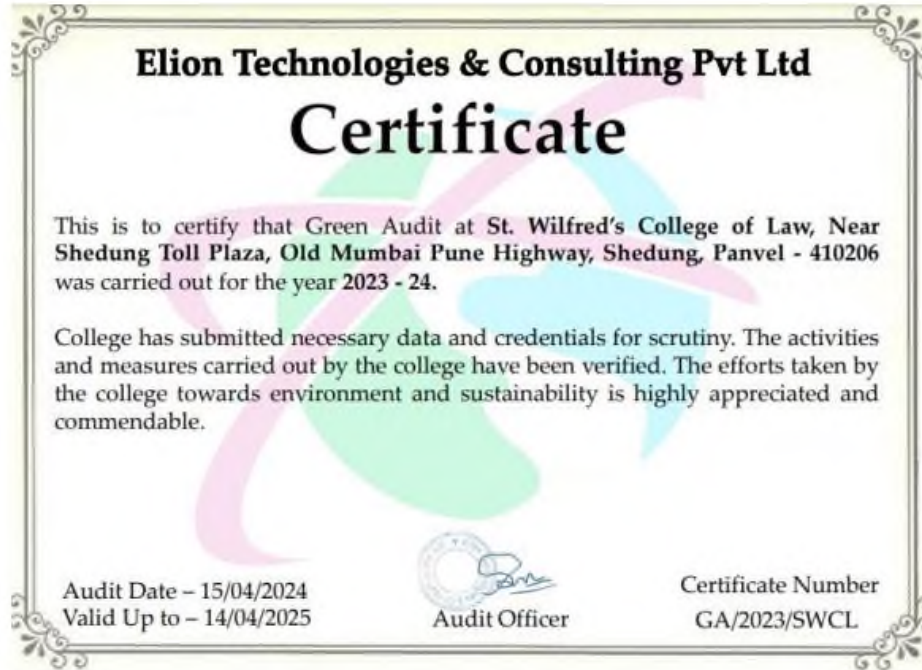 Elion Technologies & Consulting Pvt Ltd
Certificate
This is to certify that Green Audit at St. Wilfred's College of Law, Near
Shedung Toll Plaza, Old Mumbai Pune Highway, Shedung, Panvel - 410206
was carried out for the year 2023 - 24.
College has submitted necessary data and credentials for scrutiny. The activities
and measures carried out by the college have been verified. The efforts taken by
the college towards environment and sustainability is highly appreciated and
commendable.
Audit Date – 15/04/2024
Valid Up to – 14/04/2025
Audit Officer
Certificate Number
GA/2023/SWCL